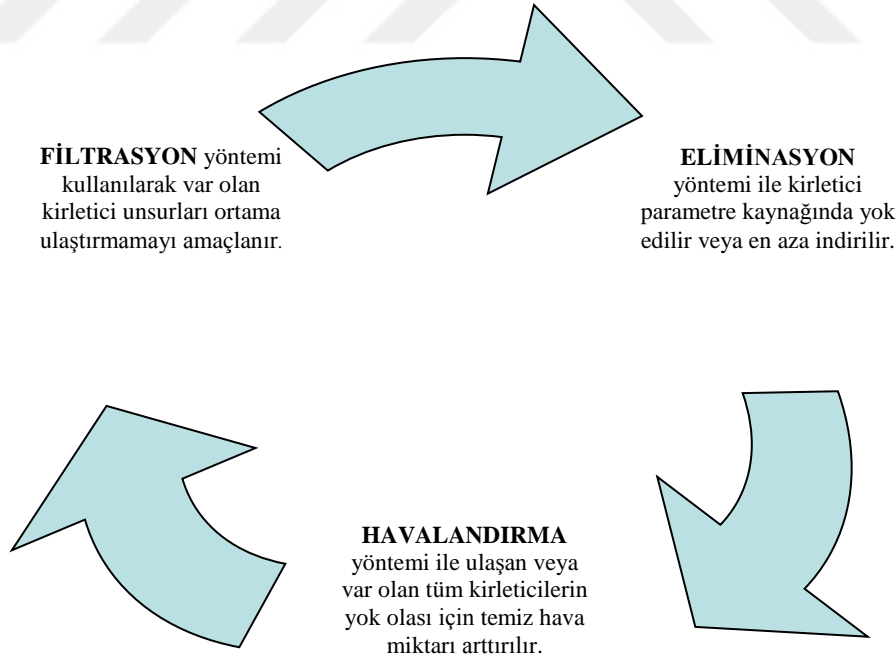 FİLTRASYON yöntemi
kullanılarak var olan
kirletici unsurları ortama
ulaştırmamayı amaçlanır.
ELİMİNASYON
yöntemi ile kirletici
parametre kaynağında yok
edilir veya en aza indirilir.
HAVALANDIRMA
yöntemi ile ulaşan veya
var olan tüm kirleticilerin
yok olası için temiz hava
miktarı arttırılır.